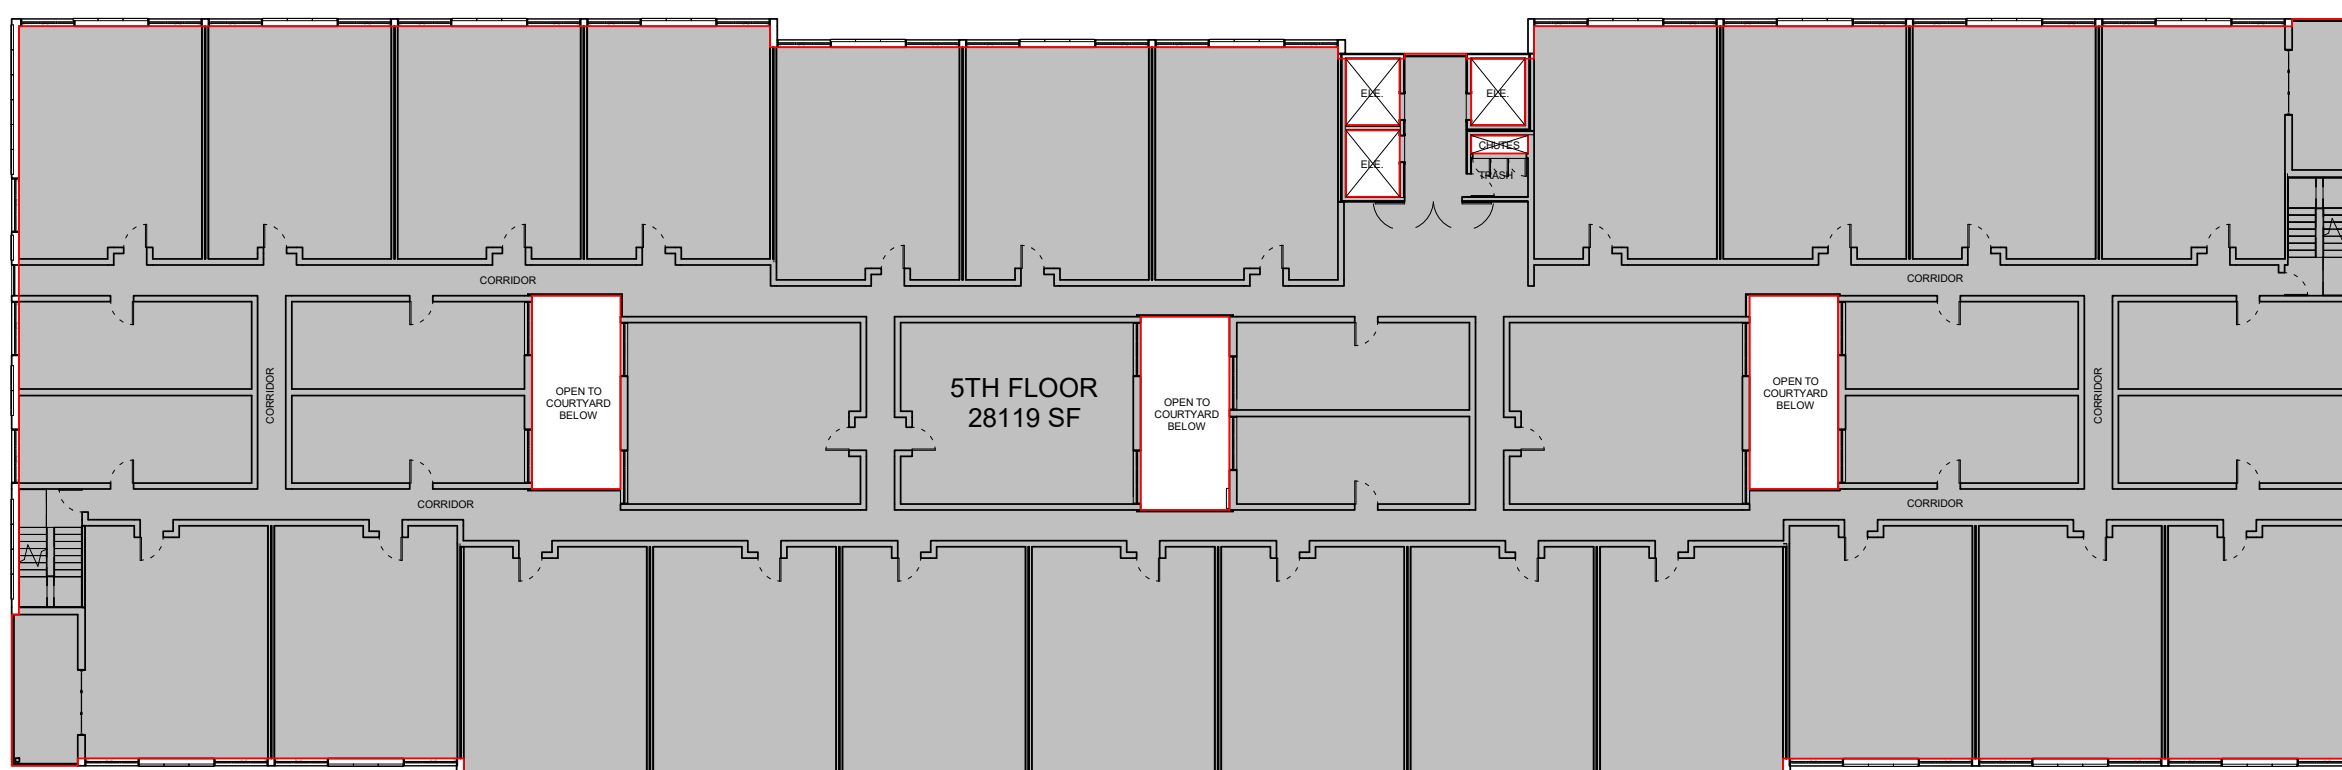 ELE.
ELE.
CHUTES
ELE.
TRASH
CORRIDOR
CORRIDOR
CORRIDOR
OPEN TO
COURTYARD
BELOW
5TH FLOOR
28119 SF
OPEN TO
COURTYARD
BELOW
OPEN TO
COURTYARD
BELOW
CORRIDOR
CORRIDOR
CORRIDOR